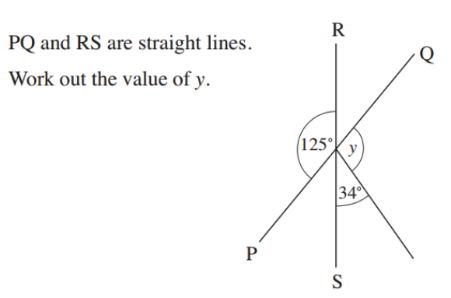 PQ and RS are straight lines.
Work out the value of y.
R
Q
125°
y
34°
P
S